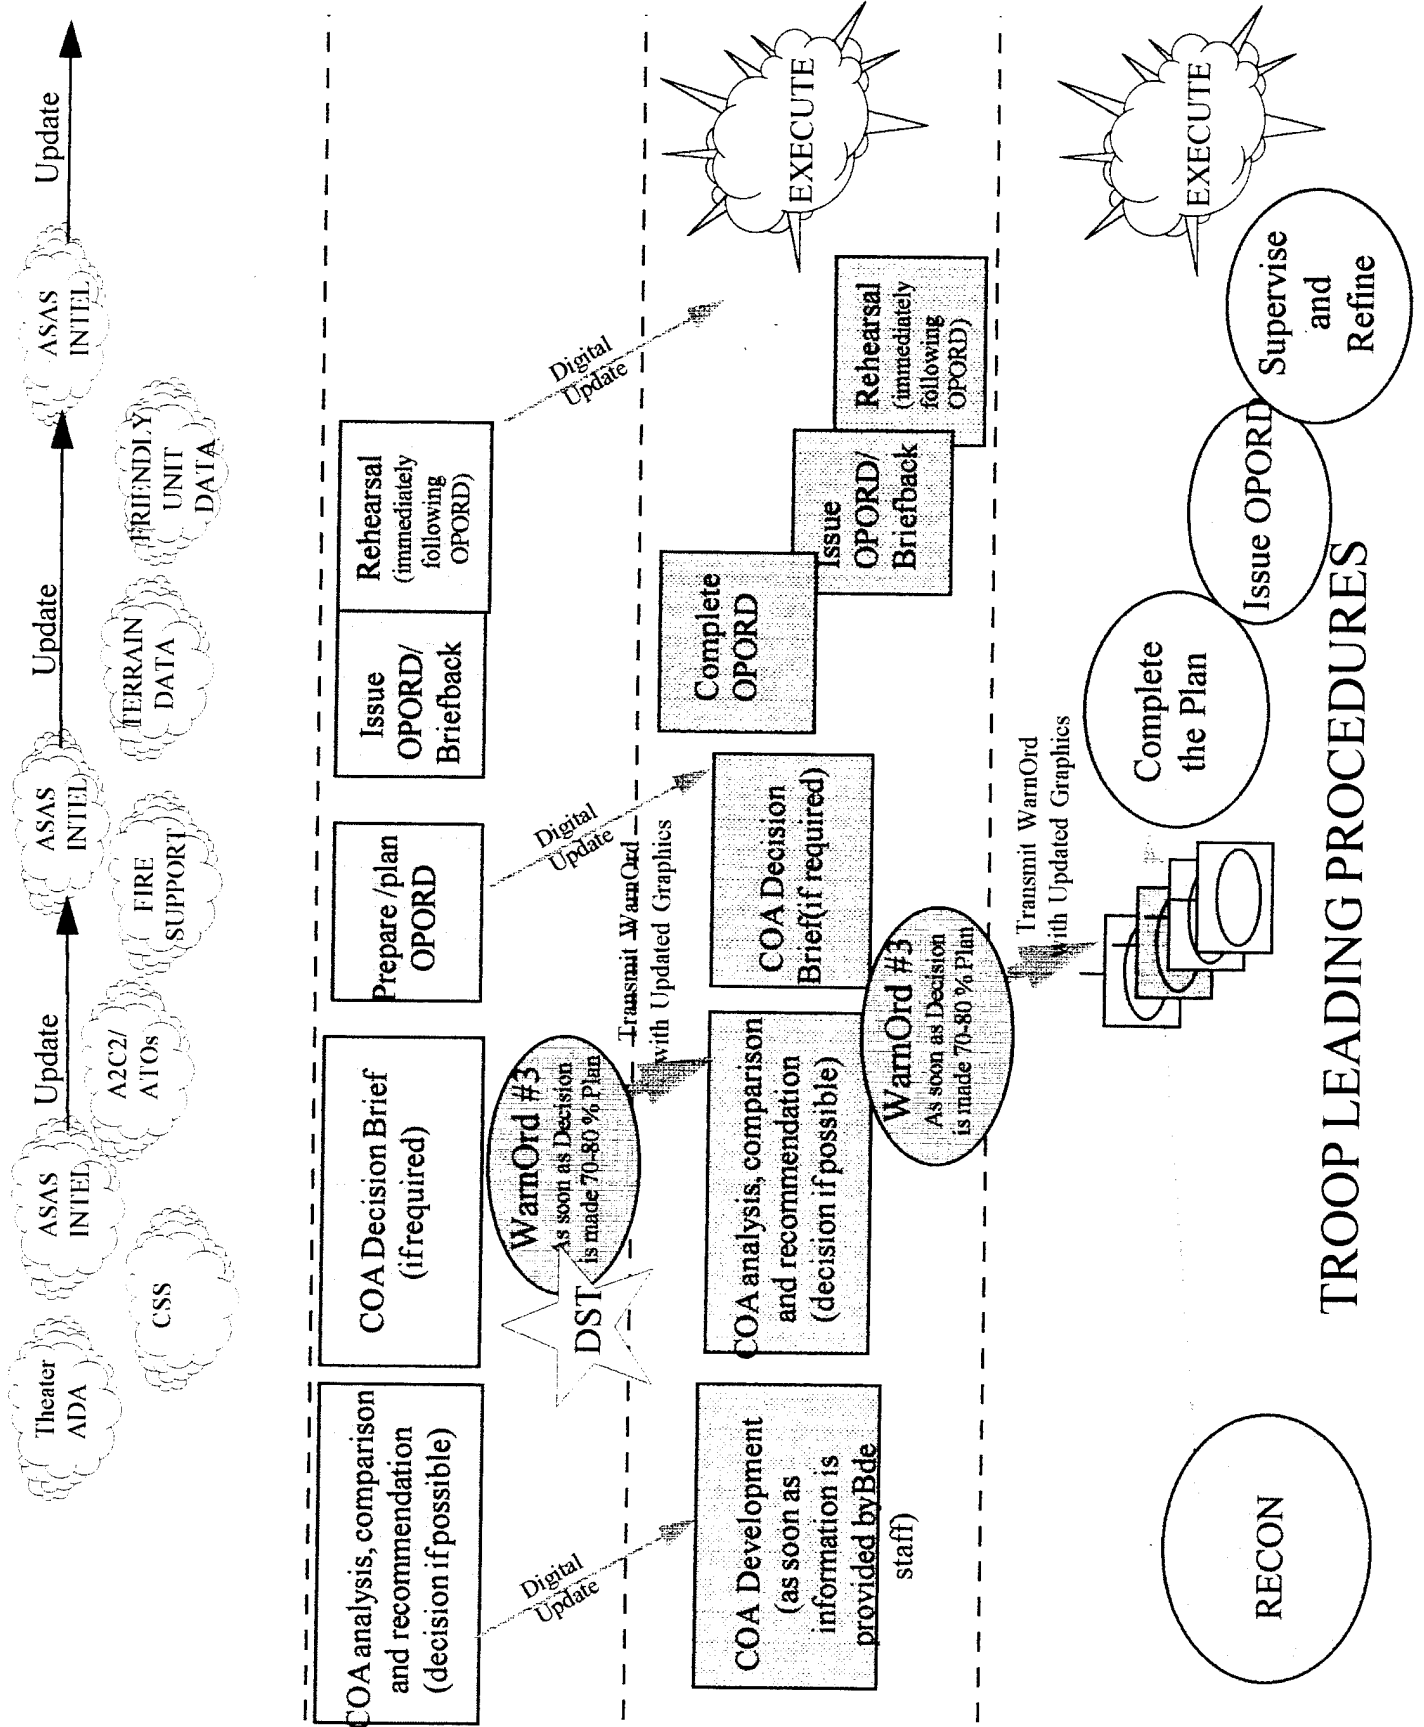 Update
Update
Update
Theater
ADA
ASAS
INTEL
ASAS
INTEL
ASAS
INTEL
CSS
A2C2/
ATOs
FIRE
SUPPORT
TERRAIN
DATA
FRIENDLY
UNIT
DATA
COA analysis, comparison
and recommendation
(decision if possible)
COA Decision Brief
(if required)
Prepare/plan
OPORD
Issue
OPORD/
Briefback
Rehearsal
(immediately
following
OPORD)
Digital
Update
DST
WarnOrd #3
As soon as Decision
is made 70-80 % Plan
Transmit WarnOrd
with Updated Graphics
Digital
Update
Digital
Update
COA Development
(as soon as
information is
provided by Bde
staff)
COA analysis, comparison
and recommendation
(decision if possible)
COA Decision
Brief(if required)
Complete
OPORD
Issue
OPORD/
Briefback
Rehearsal
(immediately
following
OPORD)
EXECUTE
WarnOrd #3
As soon as Decision
is made 70-80 % Plan
Transmit WarnOrd
with Updated Graphics
RECON
Complete
the Plan
Issue OPORD
Supervise
and
Refine
EXECUTE
TROOP LEADING PROCEDURES